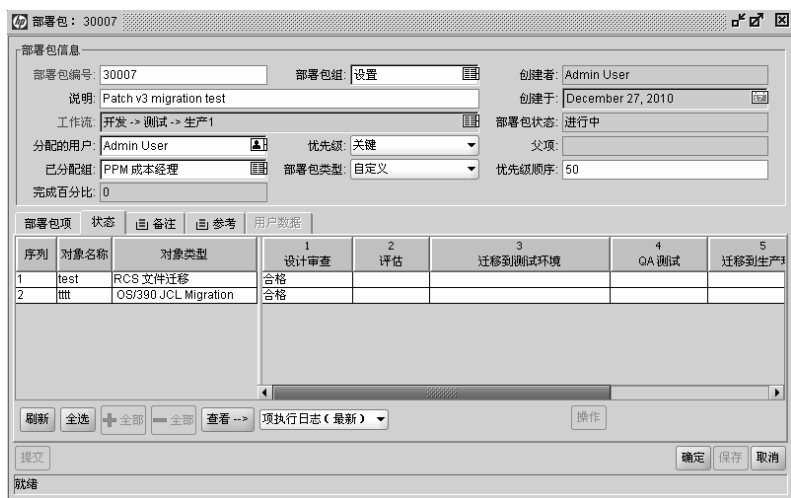 部署包： 30007
部署包信息
部署包编号: 30007 部署包组: 设置 创建者: Admin User
说明: Patch v3 migration test 创建于: December 27, 2010
工作流: 开发 -> 测试 -> 生产1 部署包状态: 进行中
分配的用户: Admin User 优先级: 关键 父项:
已分配组: PPM 成本经理 部署包类型: 自定义 优先级顺序: 50
完成百分比: 0
部署包项 状态 备注 参考 用户数据
序列 对象名称 对象类型 1 设计审查 2 评估 3 迁移到测试环境 4 QA 测试 5 迁移到生产
1 test RCS 文件迁移 合格
2 tttt OS/390 JCL Migration 合格
刷新 全选 全部 全部 查看 --> 项执行日志（最新） 操作
提交 确定 保存 取消
就绪